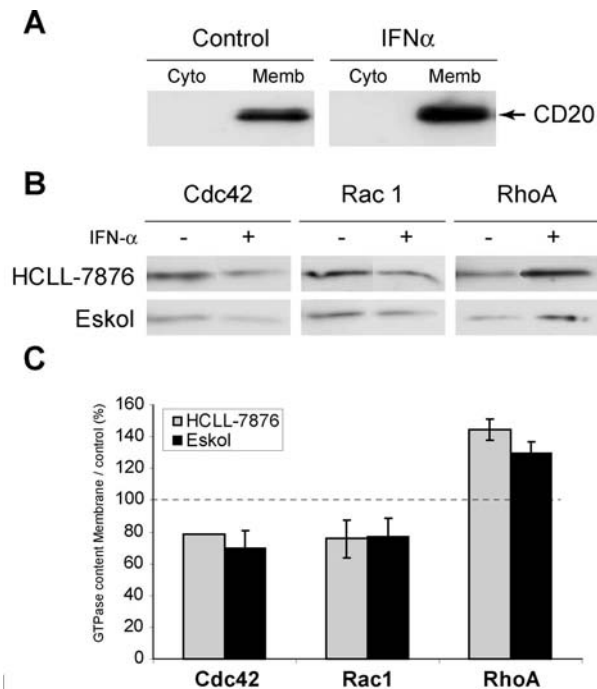 A
Control IFNα
Cyto Memb Cyto Memb
CD20
B
Cdc42 Rac 1 RhoA
IFN-α - + - + - +
HCLL-7876
Eskol
C
GTPase content Membrane / control (%)
160
140
120
100
80
60
40
20
0
HCLL-7876
Eskol
Cdc42 Rac1 RhoA